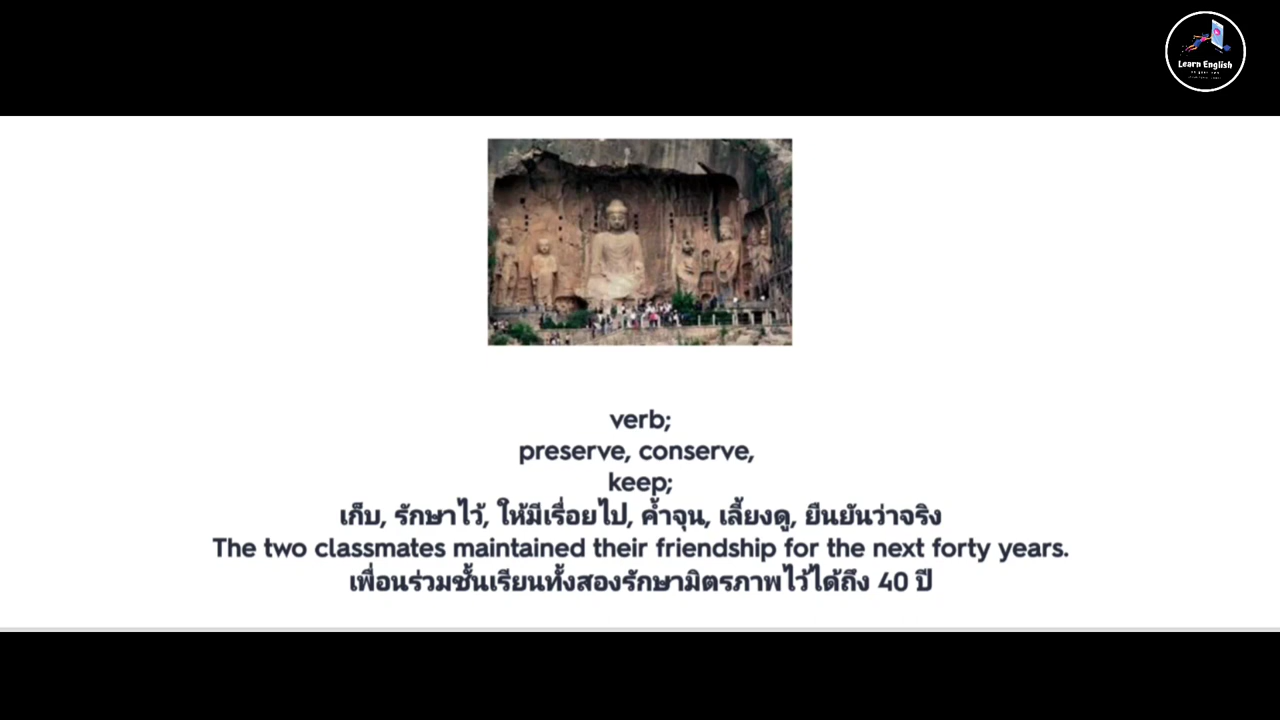 Learn English
verb;
preserve, conserve,
keep;
เก็บ, รักษาไว้, ให้มีเรื่อยไป, ค้ำจุน, เลี้ยงดู, ยืนยันว่าจริง
The two classmates maintained their friendship for the next forty years.
เพื่อนร่วมชั้นเรียนทั้งสองรักษามิตรภาพไว้ได้ถึง 40 ปี